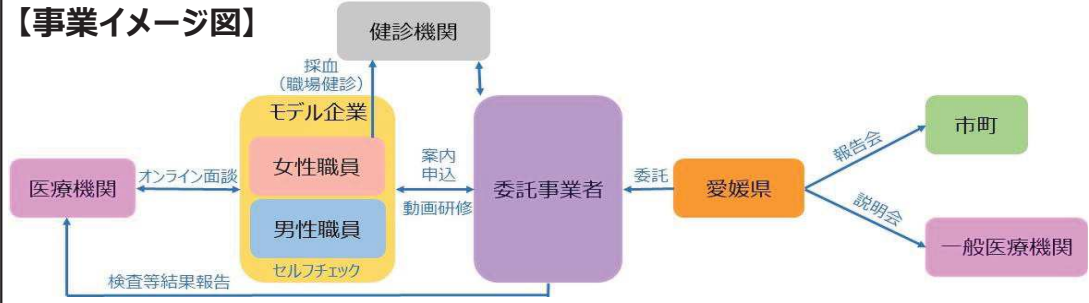 【事業イメージ図】
健診機関
採血
（職場健診）
モデル企業
女性職員
男性職員
セルフチェック
医療機関
オンライン面談
案内
申込
動画研修
委託事業者
委託
愛媛県
報告会
市町
説明会
一般医療機関
検査等結果報告